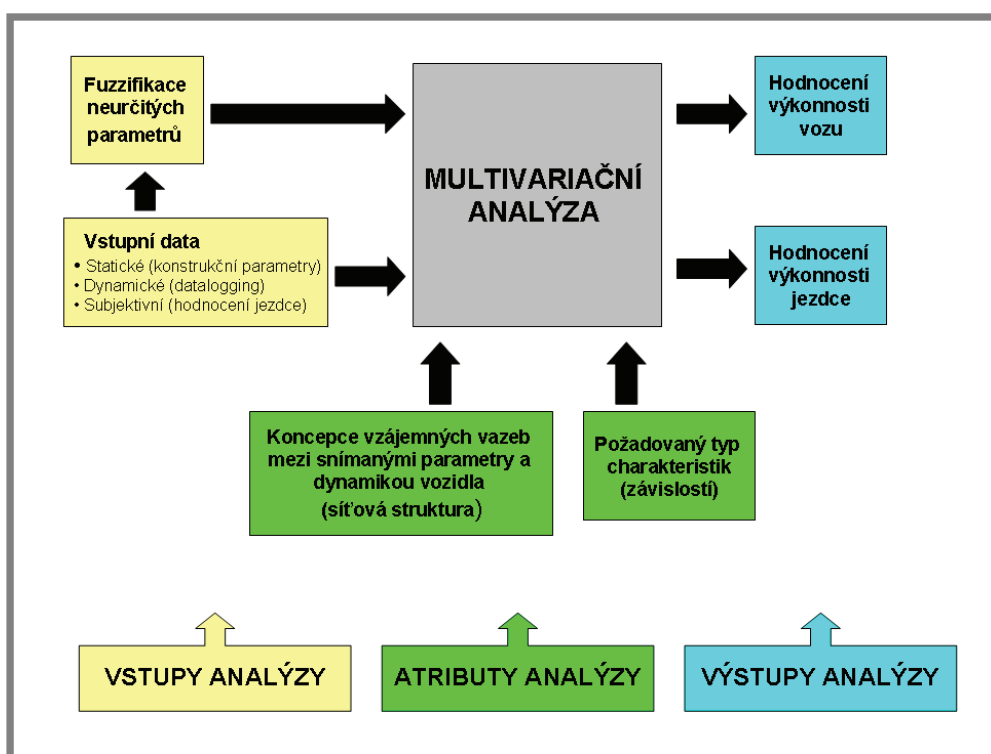 Fuzzifikace
neurčitých
parametrů
MULTIVARIAČNÍ
ANALÝZA
Hodnocení
výkonnosti
vozu
Vstupní data
• Statické (konstrukční parametry)
• Dynamické (datalogging)
• Subjektivní (hodnocení jezdce)
Hodnocení
výkonnosti
jezdce
Koncepce vzájemných vazeb
mezi snímanými parametry a
dynamikou vozidla
(síťová struktura)
Požadovaný typ
charakteristik
(závislostí)
VSTUPY ANALÝZY
ATRIBUTY ANALÝZY
VÝSTUPY ANALÝZY